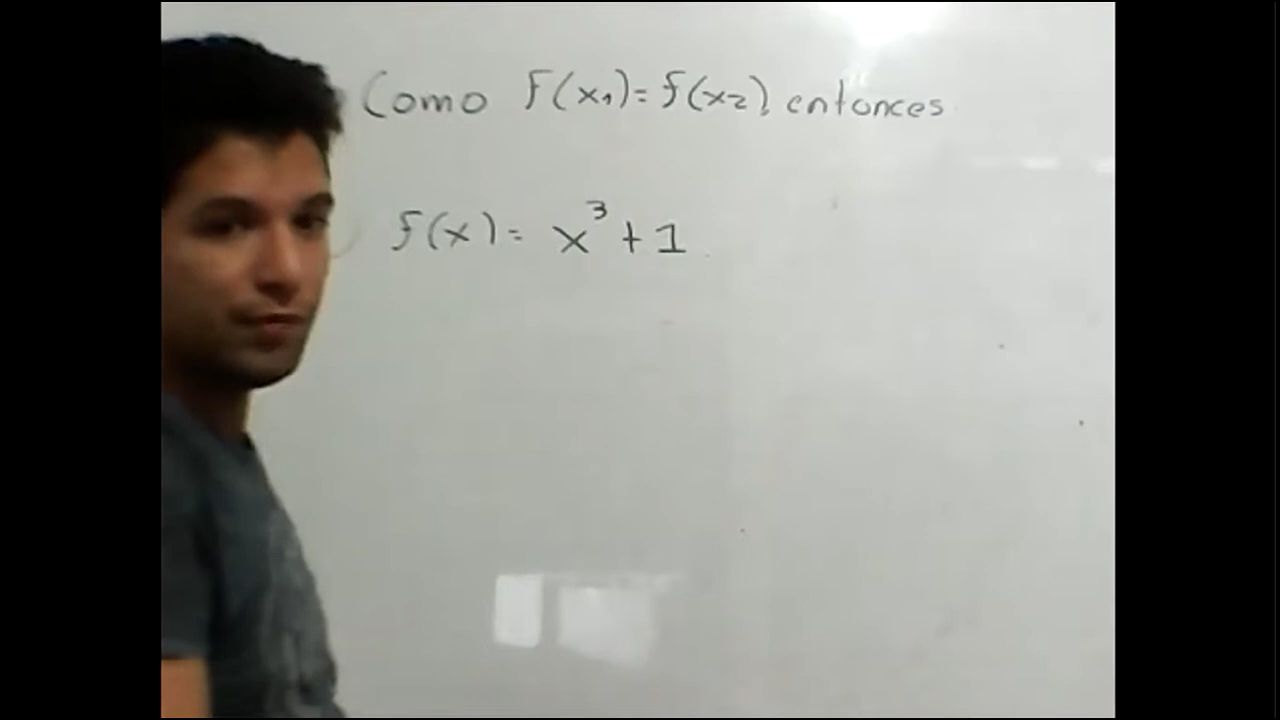 Como f(x₁)=f(x₂), entonces
f(x)= x³+1